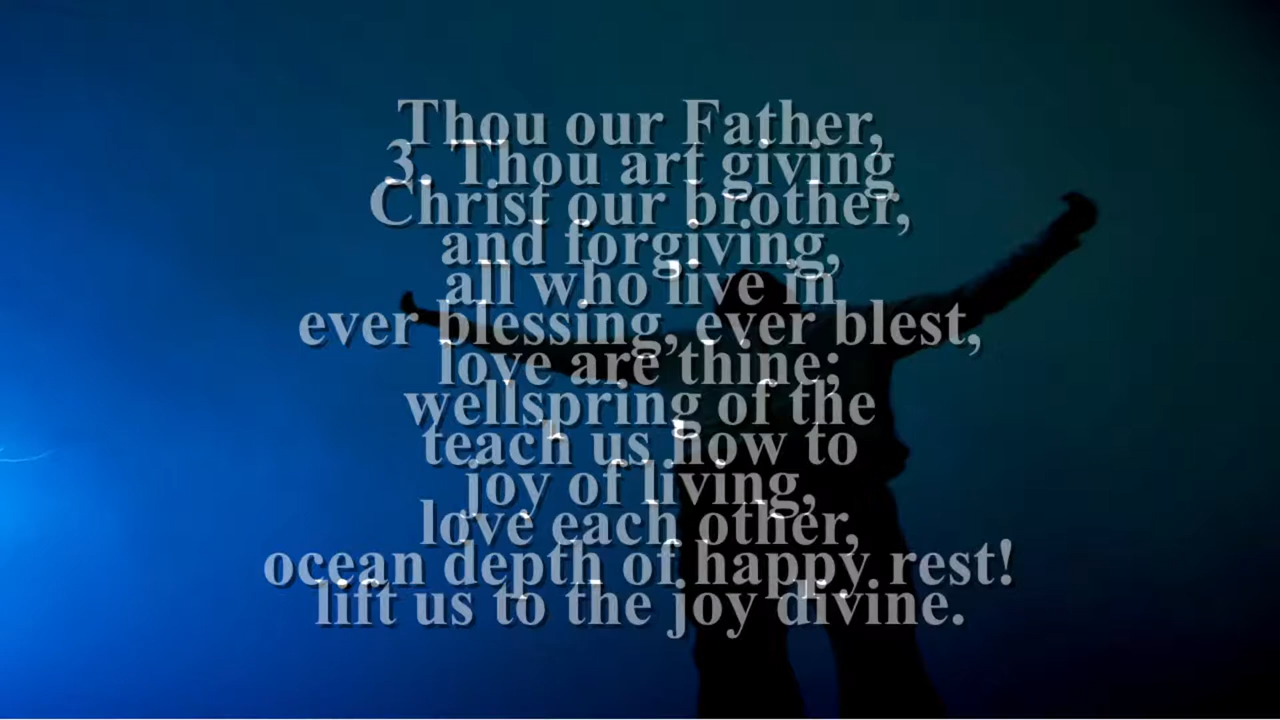 Thou our Father,
3. Thou art giving
Christ our brother,
and forgiving,
all who live in
ever blessing, ever blest,
love are thine;
wellspring of the
teach us how to
joy of living,
love each other,
ocean depth of happy rest!
lift us to the joy divine.